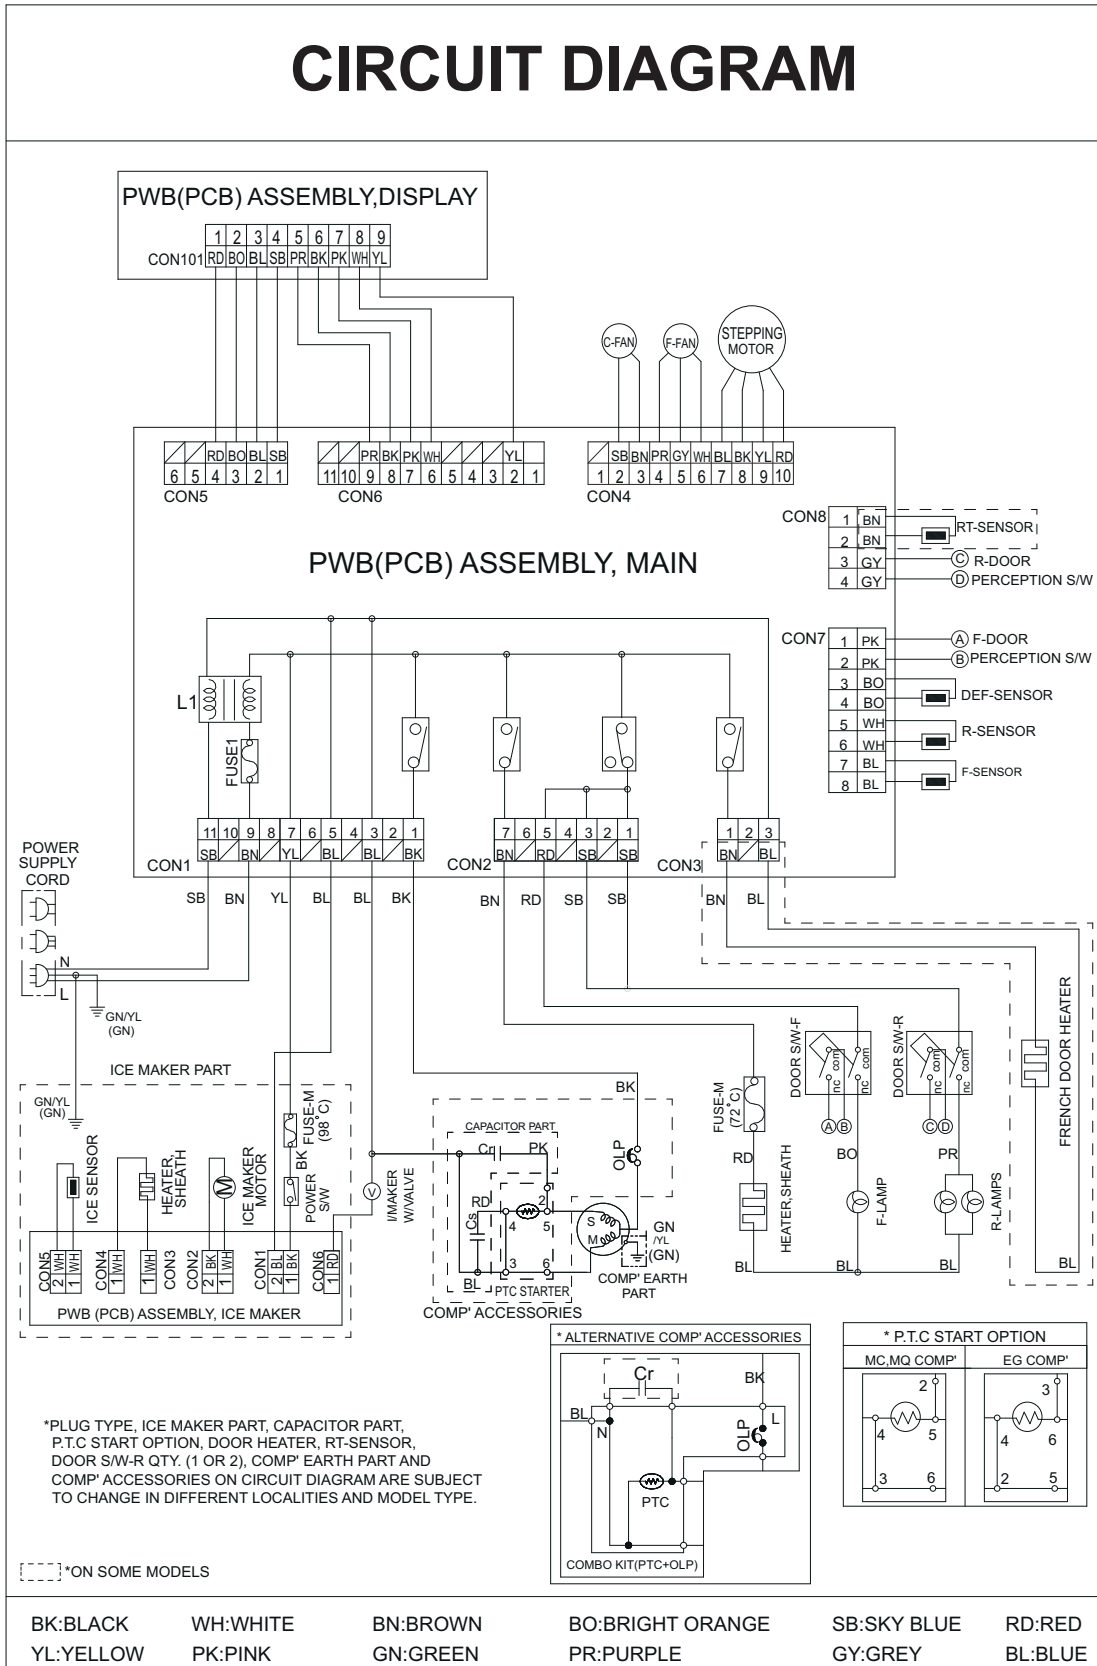 CIRCUIT DIAGRAM
PWB(PCB) ASSEMBLY,DISPLAY
1 2 3 4 5 6 7 8 9
CON101 RD BO BL SB PR BK PK WH YL
C-FAN
F-FAN
STEPPING
MOTOR
RD BO BL SB
6 5 4 3 2 1
CON5
PR BK PK WH YL
11 10 9 8 7 6 5 4 3 2 1
CON6
SB BN PR GY WH BL BK YL RD
1 2 3 4 5 6 7 8 9 10
CON4
PWB(PCB) ASSEMBLY, MAIN
CON8
1 BN
2 BN
3 GY
4 GY
RT-SENSOR
C R-DOOR
D PERCEPTION S/W
CON7
1 PK
2 PK
3 BO
4 BO
5 WH
6 WH
7 BL
8 BL
A F-DOOR
B PERCEPTION S/W
DEF-SENSOR
R-SENSOR
F-SENSOR
L1
FUSE1
11 10 9 8 7 6 5 4 3 2 1
SB BN YL BL BL BK
CON1
7 6 5 4 3 2 1
BN RD SB SB
CON2
1 2 3
BN BL
CON3
POWER
SUPPLY
CORD
SB BN YL BL BL BK
BN RD SB SB
BN BL
N
L
GN/YL
(GN)
GN/YL
(GN)
ICE MAKER PART
ICE SENSOR
HEATER,
SHEATH
M
ICE MAKER
MOTOR
FUSE-M
(98°C)
BK
POWER
S/W
V
I/MAKER
W/VALVE
CON5
2 WH
1 WH
CON4
1 WH
1 WH
CON3
CON2
2 BK
1 WH
CON1
2 BL
1 BK
CON6
1 RD
PWB (PCB) ASSEMBLY, ICE MAKER
CAPACITOR PART
Cr
PK
RD
Cs
2
4
5
3
6
BL
PTC STARTER
COMP' ACCESSORIES
BK
OLP
S
M
GN
/YL
(GN)
COMP' EARTH
PART
FUSE-M
(72°C)
RD
HEATER,SHEATH
BL
DOOR S/W-F
com
nc
com
nc
A B
BO
F-LAMP
BL
DOOR S/W-R
com
nc
com
nc
C D
PR
R-LAMPS
BL
FRENCH DOOR HEATER
BL
* ALTERNATIVE COMP' ACCESSORIES
Cr
BK
BL
N
OLP
L
PTC
COMBO KIT(PTC+OLP)
* P.T.C START OPTION
MC,MQ COMP'
EG COMP'
2
4
5
3
6
3
4
6
2
5
*PLUG TYPE, ICE MAKER PART, CAPACITOR PART,
P.T.C START OPTION, DOOR HEATER, RT-SENSOR,
DOOR S/W-R QTY. (1 OR 2), COMP' EARTH PART AND
COMP' ACCESSORIES ON CIRCUIT DIAGRAM ARE SUBJECT
TO CHANGE IN DIFFERENT LOCALITIES AND MODEL TYPE.
*ON SOME MODELS
BK:BLACK WH:WHITE BN:BROWN BO:BRIGHT ORANGE SB:SKY BLUE RD:RED
YL:YELLOW PK:PINK GN:GREEN PR:PURPLE GY:GREY BL:BLUE